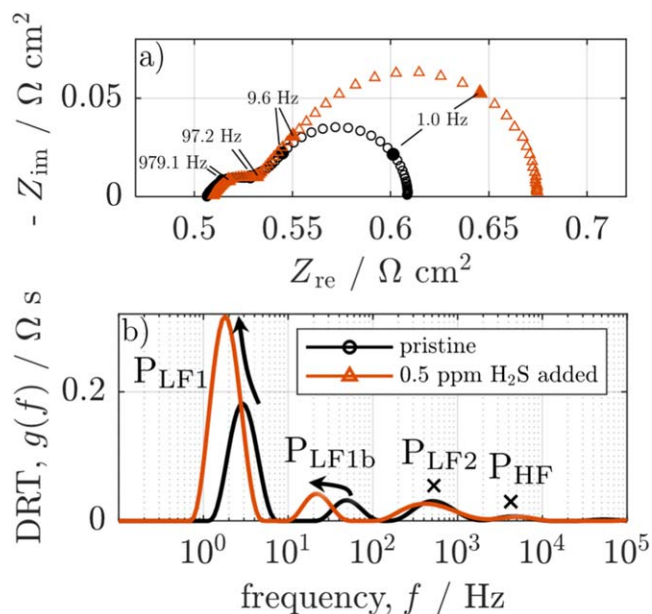 a)
- Z_im / Ω cm²
0.05
0
979.1 Hz
97.2 Hz
9.6 Hz
1.0 Hz
0.5 0.55 0.6 0.65 0.7
Z_re / Ω cm²
b)
DRT, g(f) / Ω s
0.2
0
pristine
0.5 ppm H₂S added
P_LF1
P_LF1b
P_LF2
P_HF
10⁰ 10¹ 10² 10³ 10⁴ 10⁵
frequency, f / Hz